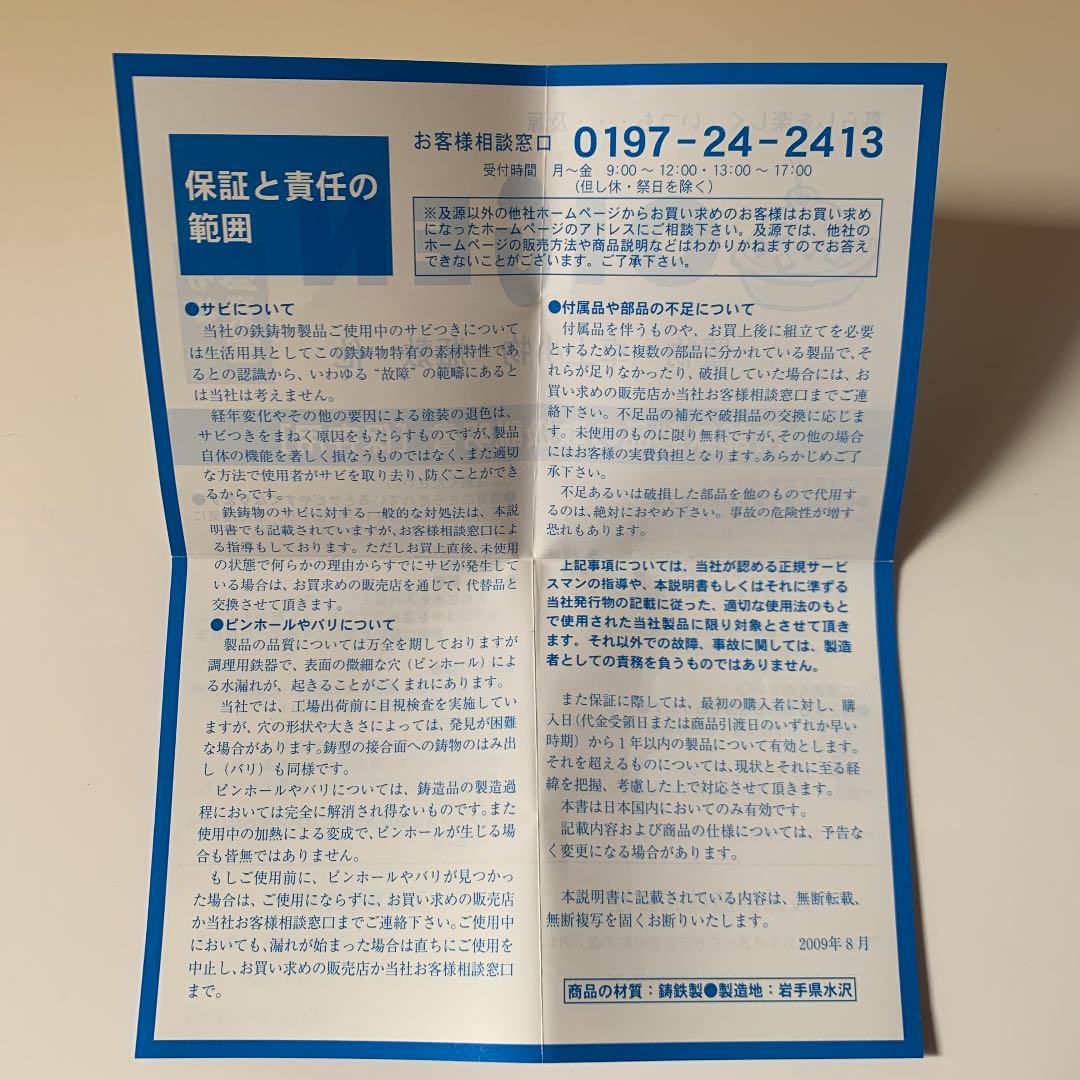 保証と責任の
範囲
お客様相談窓口 0197-24-2413
受付時間 月〜金 9:00〜12:00・13:00〜17:00
(但し休・祭日を除く)
※及源以外の他社ホームページからお買い求めのお客様はお買い求め
になったホームページのアドレスにご相談下さい。及源では、他社の
ホームページの販売方法や商品説明などはわかりかねますのでお答え
できないことがございます。ご了承下さい。
●サビについて
当社の鉄鋳物製品ご使用中のサビつきについて
は生活用具としてこの鉄鋳物特有の素材特性であ
るとの認識から、いわゆる“故障”の範疇にあると
は当社は考えません。
経年変化やその他の要因による塗装の退色は、
サビつきをまねく原因をもたらすものですが、製品
自体の機能を著しく損なうものではなく、また適切
な方法で使用者がサビを取り去り、防ぐことができ
るからです。
鉄鋳物のサビに対する一般的な対処法は、本説
明書でも記載されていますが、お客様相談窓口によ
る指導もしております。ただしお買上直後、未使用
の状態で何らかの理由からすでにサビが発生して
いる場合は、お買求めの販売店を通じて、代替品と
交換させて頂きます。
●ピンホールやバリについて
製品の品質については万全を期しておりますが
調理用鉄器で、表面の微細な穴(ピンホール)によ
る水漏れが、起きることがごくまれにあります。
当社では、工場出荷前に目視検査を実施してい
ますが、穴の形状や大きさによっては、発見が困難
な場合があります。鋳型の接合面への鋳物のはみ出
し(バリ)も同様です。
ピンホールやバリについては、鋳造品の製造過
程においては完全に解消され得ないものです。また
使用中の加熱による変成で、ピンホールが生じる場
合も皆無ではありません。
もしご使用前に、ピンホールやバリが見つかっ
た場合は、ご使用にならずに、お買い求めの販売店
か当社お客様相談窓口までご連絡下さい。ご使用中
においても、漏れが始まった場合は直ちにご使用を
中止し、お買い求めの販売店か当社お客様相談窓口
まで。
●付属品や部品の不足について
付属品を伴うものや、お買上後に組立てを必要
とするために複数の部品に分かれている製品で、そ
れらが足りなかったり、破損していた場合には、お
買い求めの販売店か当社お客様相談窓口までご連
絡下さい。不足品の補充や破損品の交換に応じま
す。未使用のものに限り無料ですが、その他の場合
にはお客様の実費負担となります。あらかじめご了
承下さい。
不足あるいは破損した部品を他のもので代用す
るのは、絶対におやめ下さい。事故の危険性が増す
恐れもあります。
上記事項については、当社が認める正規サービ
スマンの指導や、本説明書もしくはそれに準ずる
当社発行物の記載に従った、適切な使用法のもと
で使用された当社製品に限り対象とさせて頂き
ます。それ以外での故障、事故に関しては、製造
者としての責務を負うものではありません。
また保証に際しては、最初の購入者に対し、購
入日(代金受領日または商品引渡日のいずれか早い
時期)から1年以内の製品について有効とします。
それを超えるものについては、現状とそれに至る経
緯を把握、考慮した上で対応させて頂きます。
本書は日本国内においてのみ有効です。
記載内容および商品の仕様については、予告な
く変更になる場合があります。
本説明書に記載されている内容は、無断転載、
無断複写を固くお断りいたします。
2009年8月
商品の材質：鋳鉄製●製造地：岩手県水沢